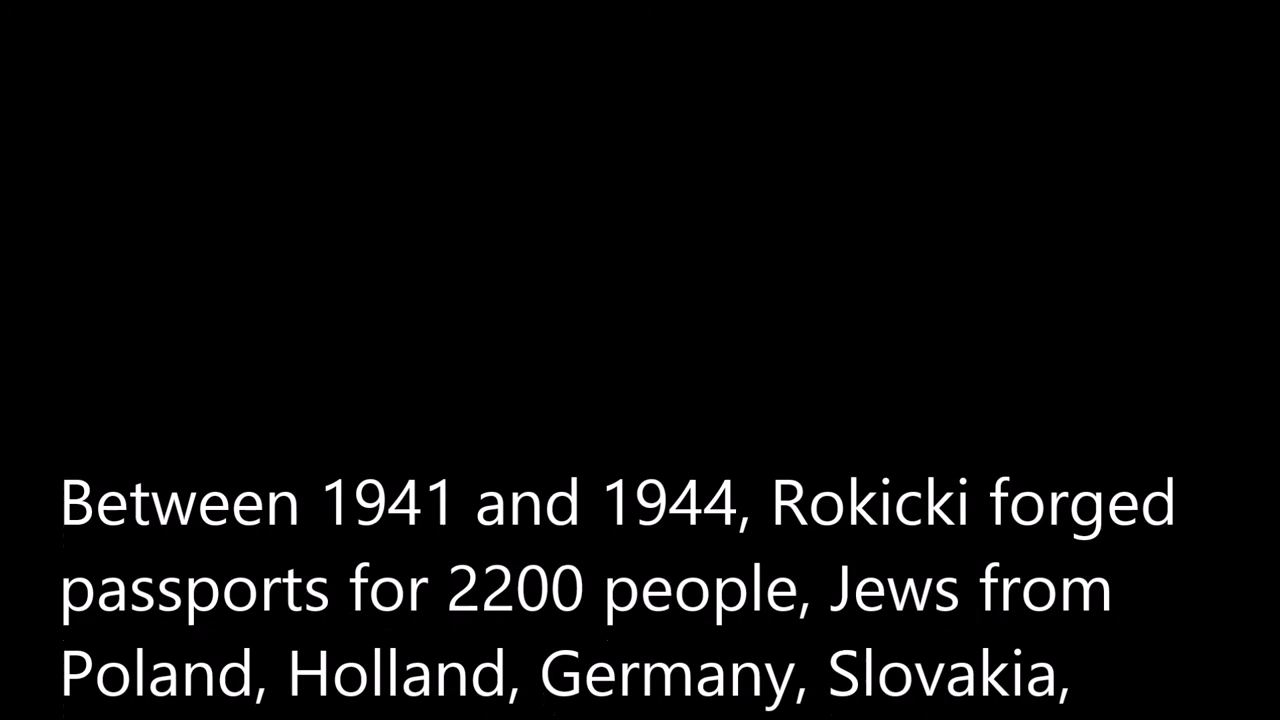 Between 1941 and 1944, Rokicki forged
passports for 2200 people, Jews from
Poland, Holland, Germany, Slovakia,